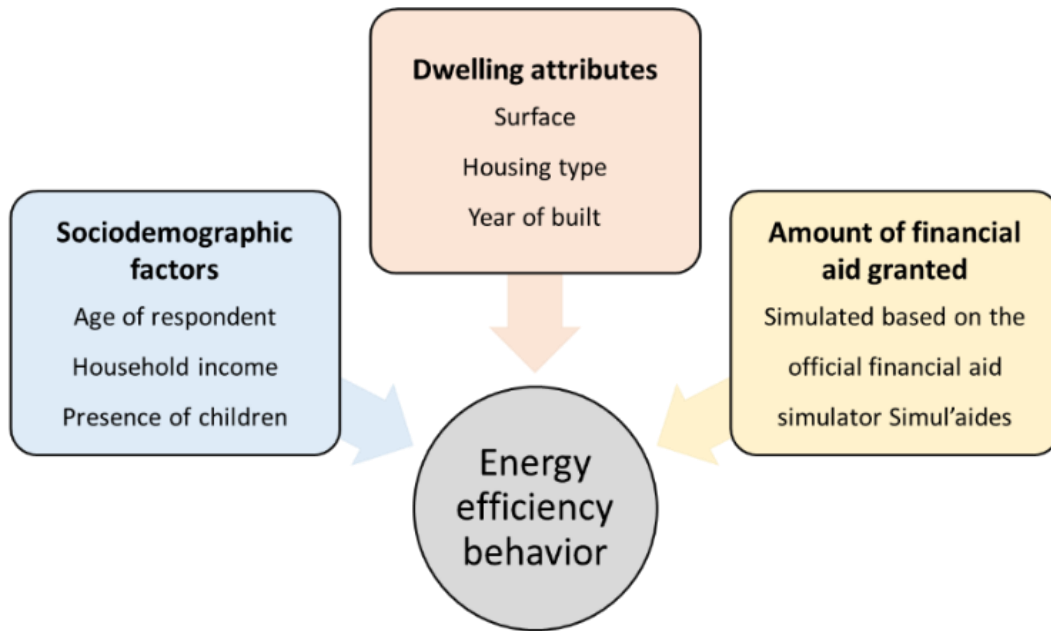 Dwelling attributes
Surface
Housing type
Year of built
Sociodemographic
factors
Age of respondent
Household income
Presence of children
Amount of financial
aid granted
Simulated based on the
official financial aid
simulator Simul'aides
Energy
efficiency
behavior